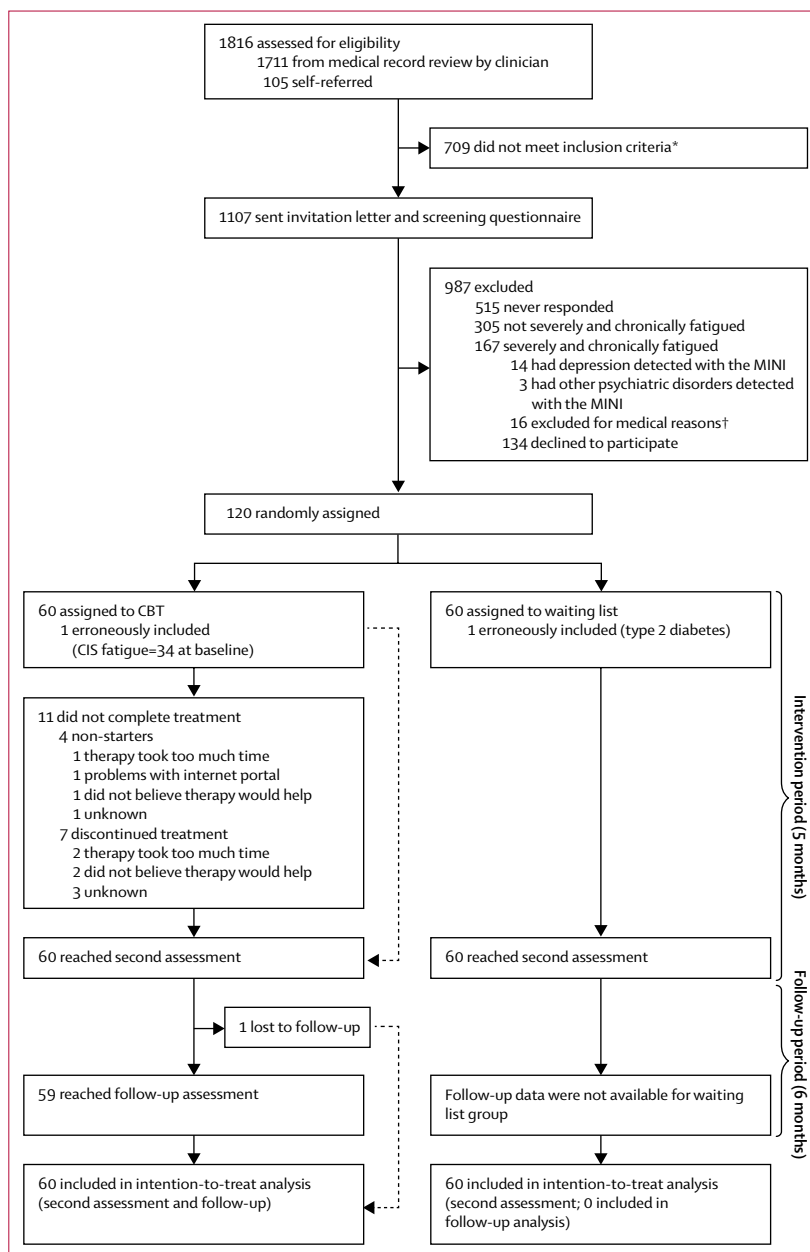 1816 assessed for eligibility
1711 from medical record review by clinician
105 self-referred
709 did not meet inclusion criteria*
1107 sent invitation letter and screening questionnaire
987 excluded
515 never responded
305 not severely and chronically fatigued
167 severely and chronically fatigued
14 had depression detected with the MINI
3 had other psychiatric disorders detected
with the MINI
16 excluded for medical reasons†
134 declined to participate
120 randomly assigned
60 assigned to CBT
1 erroneously included
(CIS fatigue=34 at baseline)
60 assigned to waiting list
1 erroneously included (type 2 diabetes)
11 did not complete treatment
4 non-starters
1 therapy took too much time
1 problems with internet portal
1 did not believe therapy would help
1 unknown
7 discontinued treatment
2 therapy took too much time
2 did not believe therapy would help
3 unknown
Intervention period (5 months)
60 reached second assessment
60 reached second assessment
1 lost to follow-up
59 reached follow-up assessment
Follow-up data were not available for waiting
list group
Follow-up period (6 months)
60 included in intention-to-treat analysis
(second assessment and follow-up)
60 included in intention-to-treat analysis
(second assessment; 0 included in
follow-up analysis)